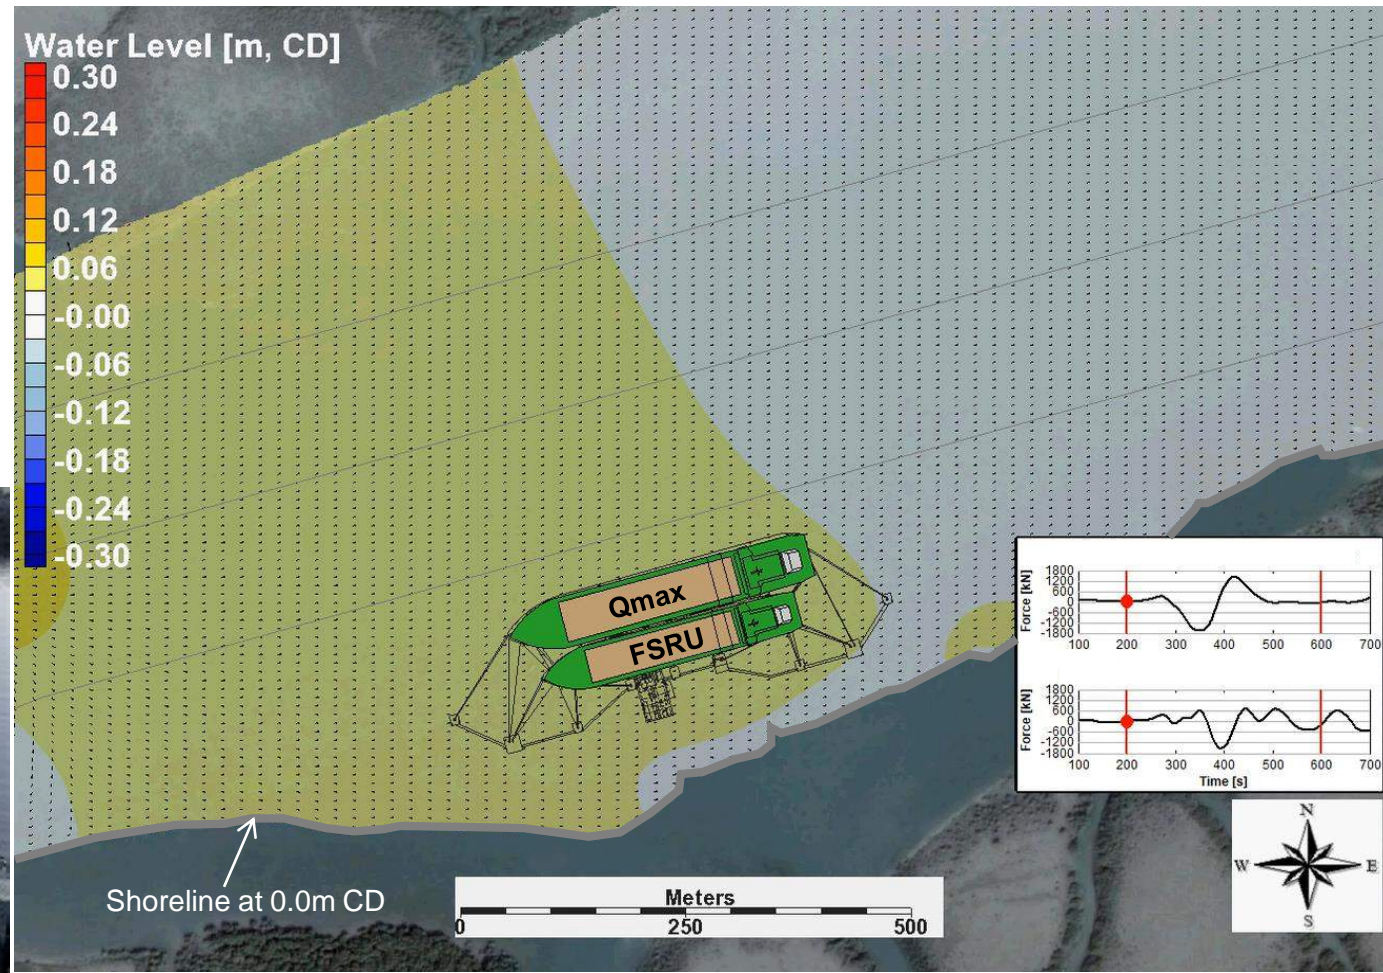 Water Level [m, CD]
0.30
0.24
0.18
0.12
0.06
-0.00
-0.06
-0.12
-0.18
-0.24
-0.30
Qmax
FSRU
Shoreline at 0.0m CD
Meters
0 250 500
Force [kN]
1800
1200
600
0
-600
-1200
-1800
100 200 300 400 500 600 700
Force [kN]
1800
1200
600
0
-600
-1200
-1800
100 200 300 400 500 600 700
Time [s]
N
W E
S